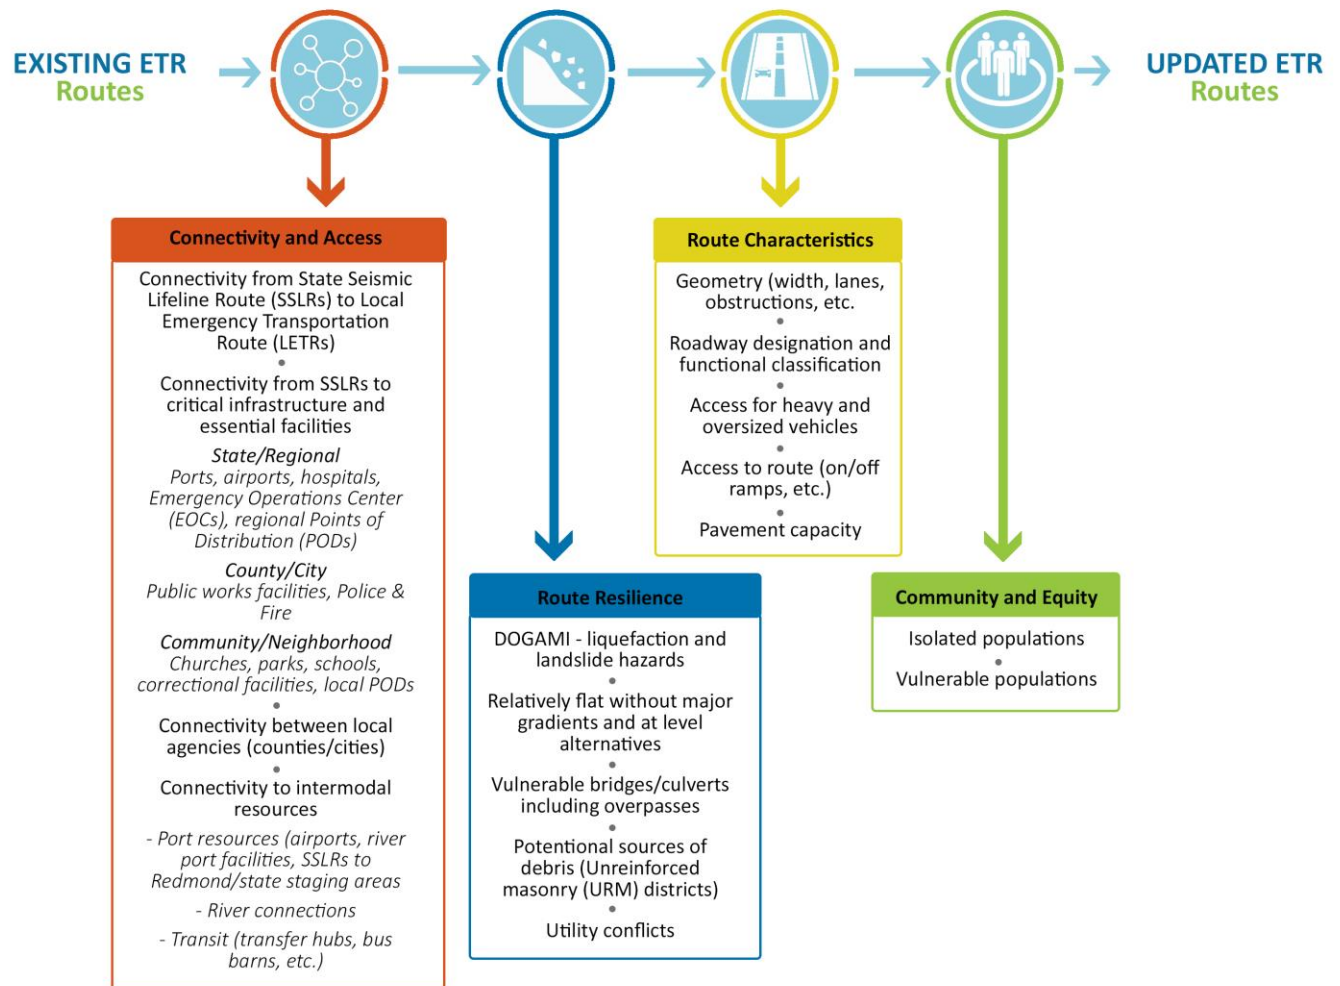 EXISTING ETR
Routes
UPDATED ETR
Routes
Connectivity and Access
Connectivity from State Seismic
Lifeline Route (SSLRs) to Local
Emergency Transportation
Route (LETRs)
Connectivity from SSLRs to
critical infrastructure and
essential facilities
State/Regional
Ports, airports, hospitals,
Emergency Operations Center
(EOCs), regional Points of
Distribution (PODs)
County/City
Public works facilities, Police &
Fire
Community/Neighborhood
Churches, parks, schools,
correctional facilities, local PODs
Connectivity between local
agencies (counties/cities)
Connectivity to intermodal
resources
- Port resources (airports, river
port facilities, SSLRs to
Redmond/state staging areas
- River connections
- Transit (transfer hubs, bus
barns, etc.)
Route Resilience
DOGAMI - liquefaction and
landslide hazards
Relatively flat without major
gradients and at level
alternatives
Vulnerable bridges/culverts
including overpasses
Potential sources of
debris (Unreinforced
masonry (URM) districts)
Utility conflicts
Route Characteristics
Geometry (width, lanes,
obstructions, etc.
Roadway designation and
functional classification
Access for heavy and
oversized vehicles
Access to route (on/off
ramps, etc.)
Pavement capacity
Community and Equity
Isolated populations
Vulnerable populations